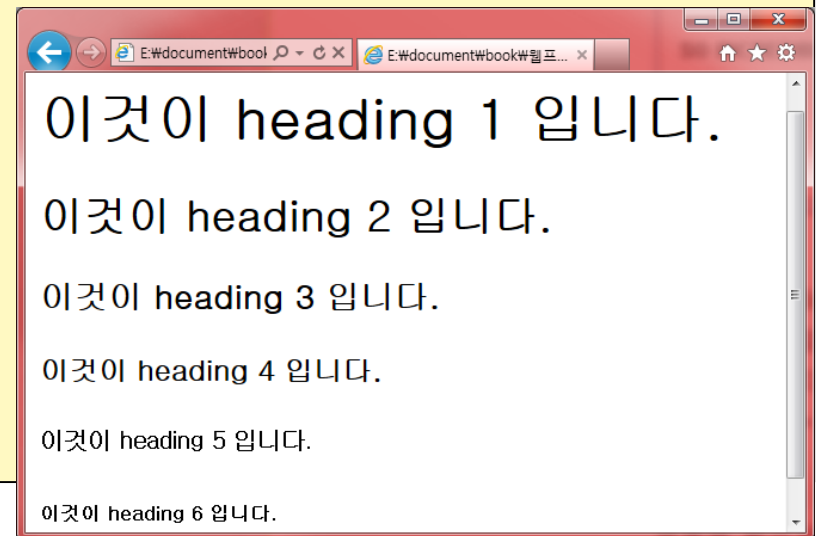 E:₩document₩bool
E:₩document₩book₩웹프...
이것이 heading 1 입니다.
이것이 heading 2 입니다.
이것이 heading 3 입니다.
이것이 heading 4 입니다.
이것이 heading 5 입니다.
이것이 heading 6 입니다.